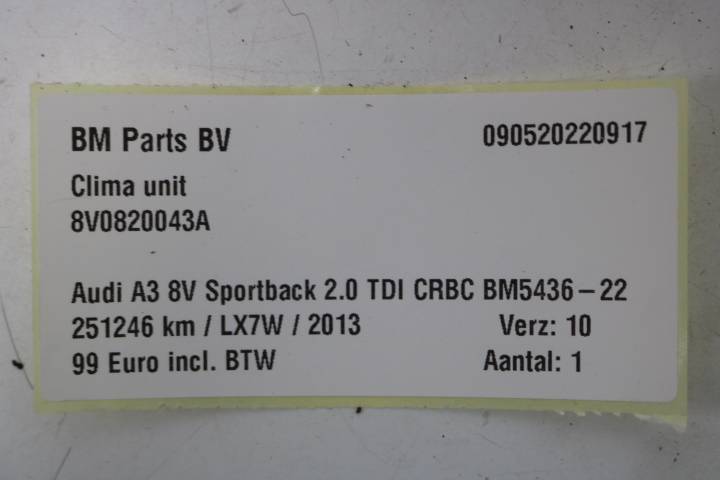 BM Parts BV 090520220917
Clima unit
8V0820043A
Audi A3 8V Sportback 2.0 TDI CRBC BM5436-22
251246 km / LX7W / 2013 Verz: 10
99 Euro incl. BTW Aantal: 1